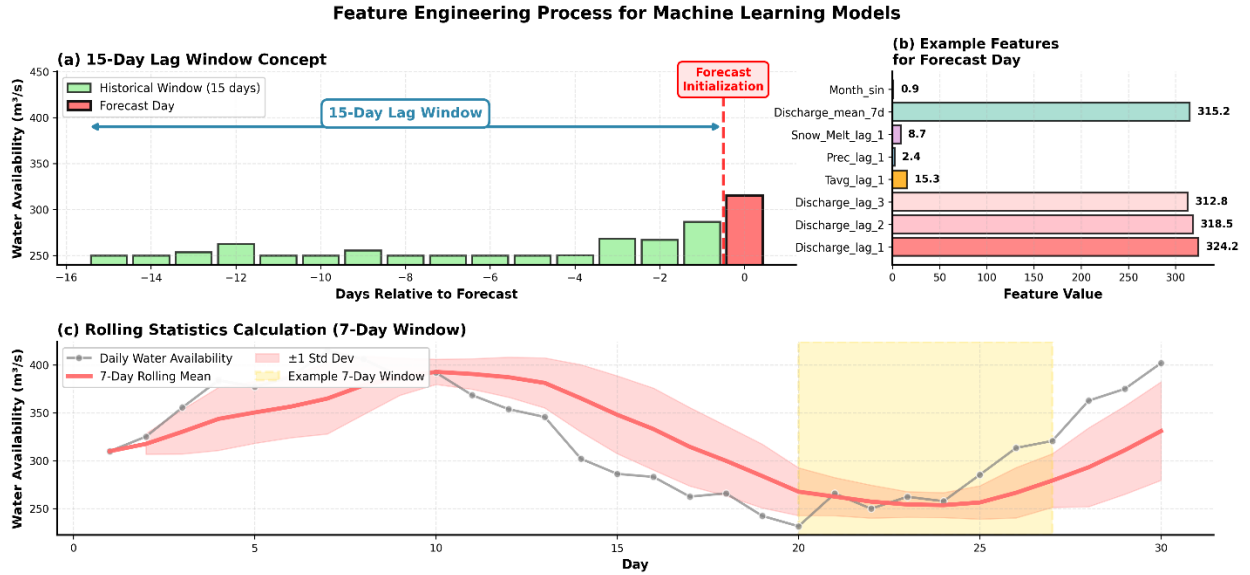 Feature Engineering Process for Machine Learning Models
(a) 15-Day Lag Window Concept
Water Availability (m³/s)
450
400
350
300
250
Historical Window (15 days)
Forecast Day
15-Day Lag Window
Forecast
Initialization
−16 −14 −12 −10 −8 −6 −4 −2 0
Days Relative to Forecast
(b) Example Features
for Forecast Day
Month_sin 0.9
Discharge_mean_7d 315.2
Snow_Melt_lag_1 8.7
Prec_lag_1 2.4
Tavg_lag_1 15.3
Discharge_lag_3 312.8
Discharge_lag_2 318.5
Discharge_lag_1 324.2
0 50 100 150 200 250 300
Feature Value
(c) Rolling Statistics Calculation (7-Day Window)
Water Availability (m³/s)
400
350
300
250
Daily Water Availability ±1 Std Dev
7-Day Rolling Mean Example 7-Day Window
0 5 10 15 20 25 30
Day